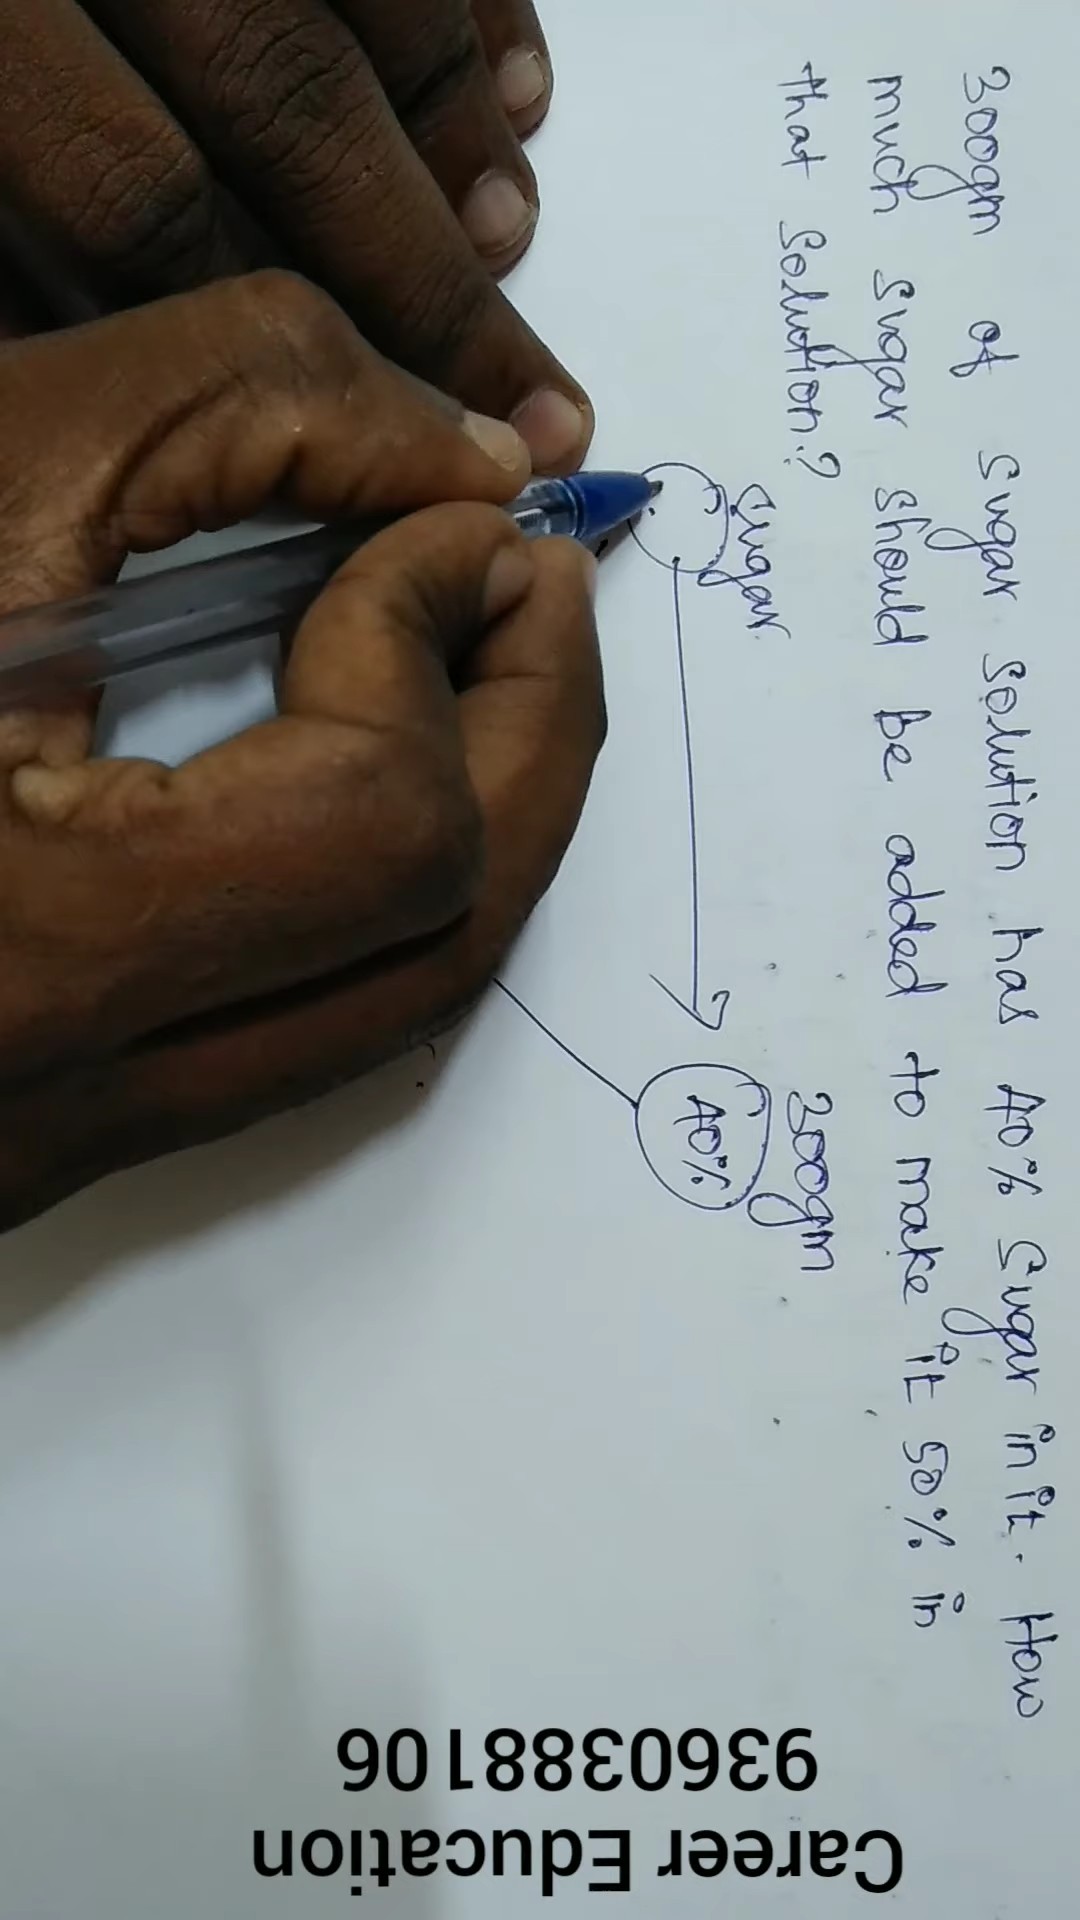 300gm of sugar solution has 40% sugar in it. How
much sugar should be added to make it 50% in
that solution?
sugar.
300gm
40%
9360388106
Career Education